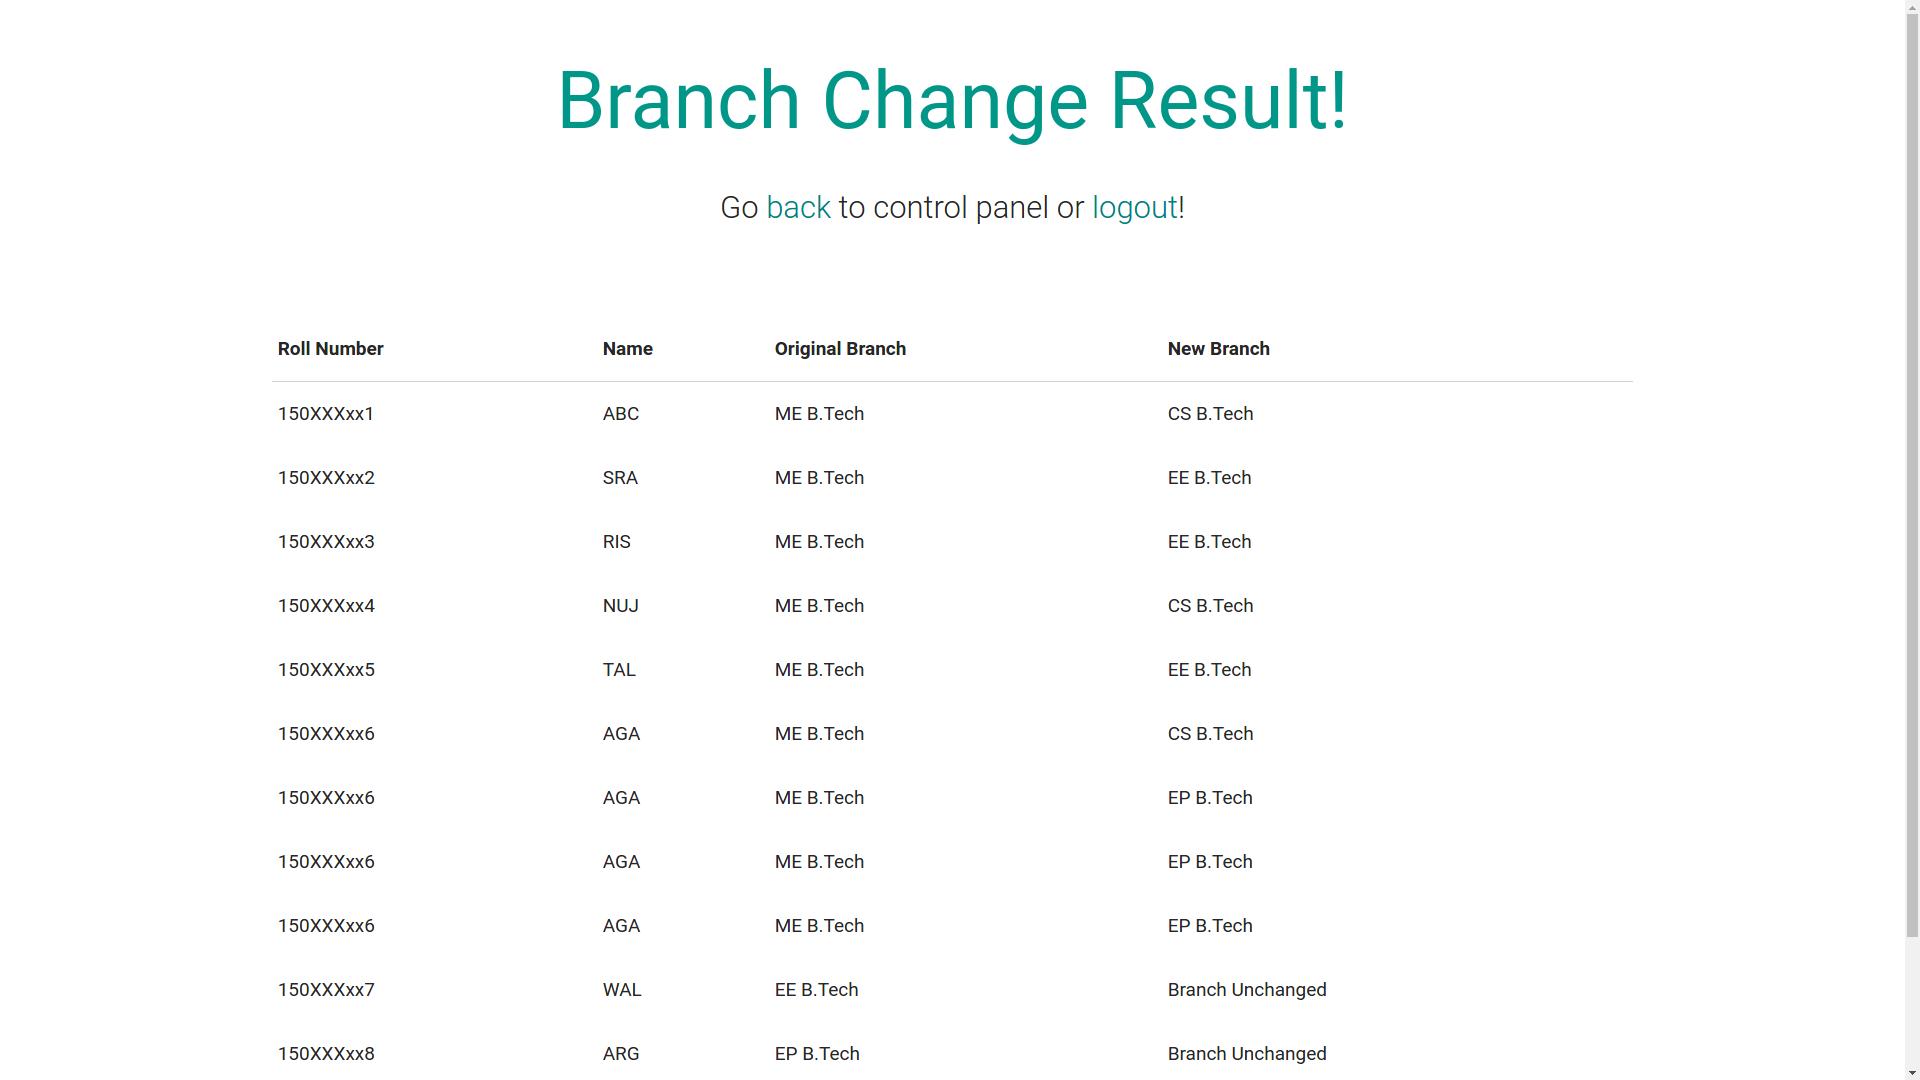 Branch Change Result!
Go back to control panel or logout!
Roll Number Name Original Branch New Branch
150XXXxx1 ABC ME B.Tech CS B.Tech
150XXXxx2 SRA ME B.Tech EE B.Tech
150XXXxx3 RIS ME B.Tech EE B.Tech
150XXXxx4 NUJ ME B.Tech CS B.Tech
150XXXxx5 TAL ME B.Tech EE B.Tech
150XXXxx6 AGA ME B.Tech CS B.Tech
150XXXxx6 AGA ME B.Tech EP B.Tech
150XXXxx6 AGA ME B.Tech EP B.Tech
150XXXxx6 AGA ME B.Tech EP B.Tech
150XXXxx7 WAL EE B.Tech Branch Unchanged
150XXXxx8 ARG EP B.Tech Branch Unchanged